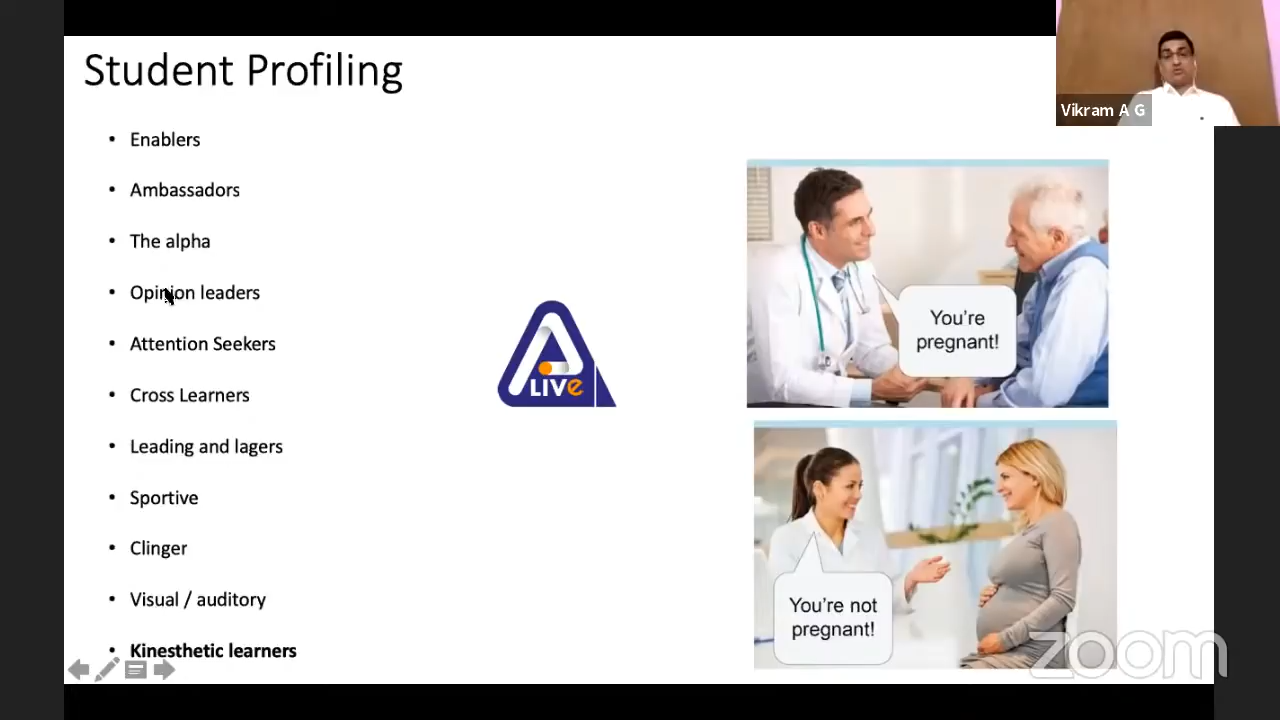 Student Profiling
Vikram A G
• Enablers
• Ambassadors
• The alpha
• Opinion leaders
• Attention Seekers
• Cross Learners
• Leading and lagers
• Sportive
• Clinger
• Visual / auditory
• Kinesthetic learners
LIVe
You're
pregnant!
You're not
pregnant!
zoom